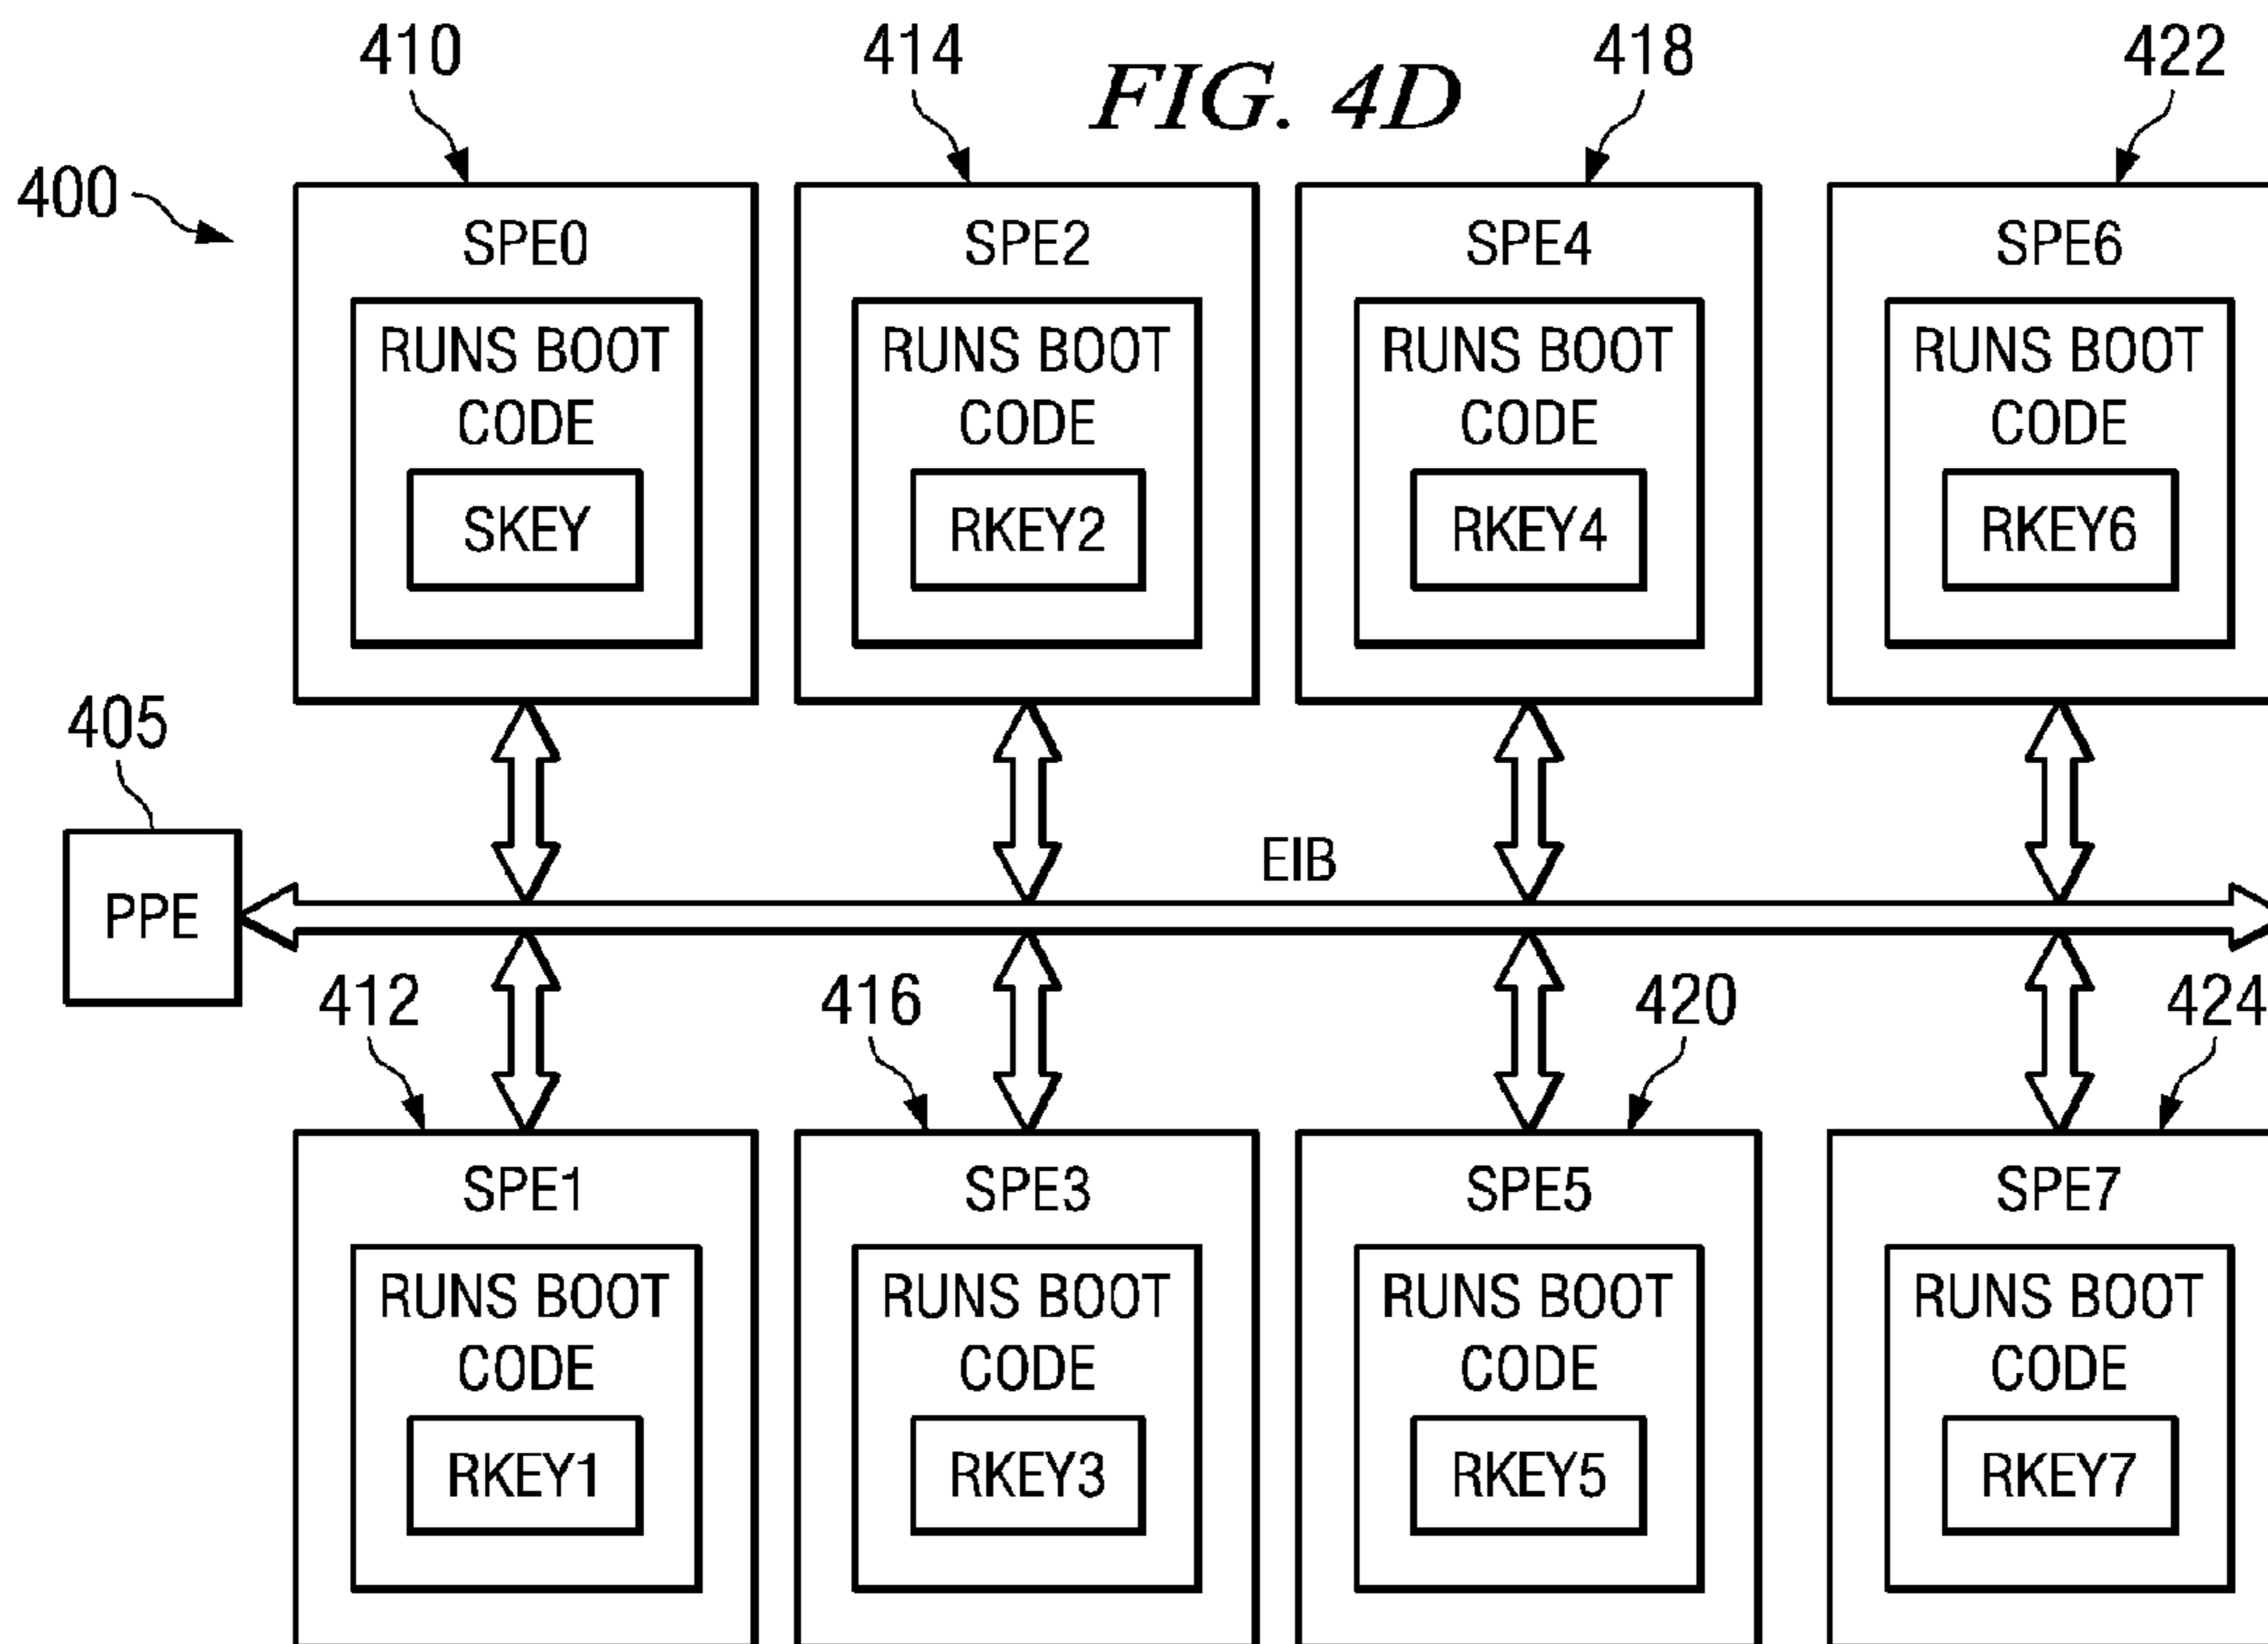 410
414
FIG. 4D
418
422
400
SPE0
RUNS BOOT
CODE
SKEY
SPE2
RUNS BOOT
CODE
RKEY2
SPE4
RUNS BOOT
CODE
RKEY4
SPE6
RUNS BOOT
CODE
RKEY6
405
PPE
EIB
412
416
420
424
SPE1
RUNS BOOT
CODE
RKEY1
SPE3
RUNS BOOT
CODE
RKEY3
SPE5
RUNS BOOT
CODE
RKEY5
SPE7
RUNS BOOT
CODE
RKEY7